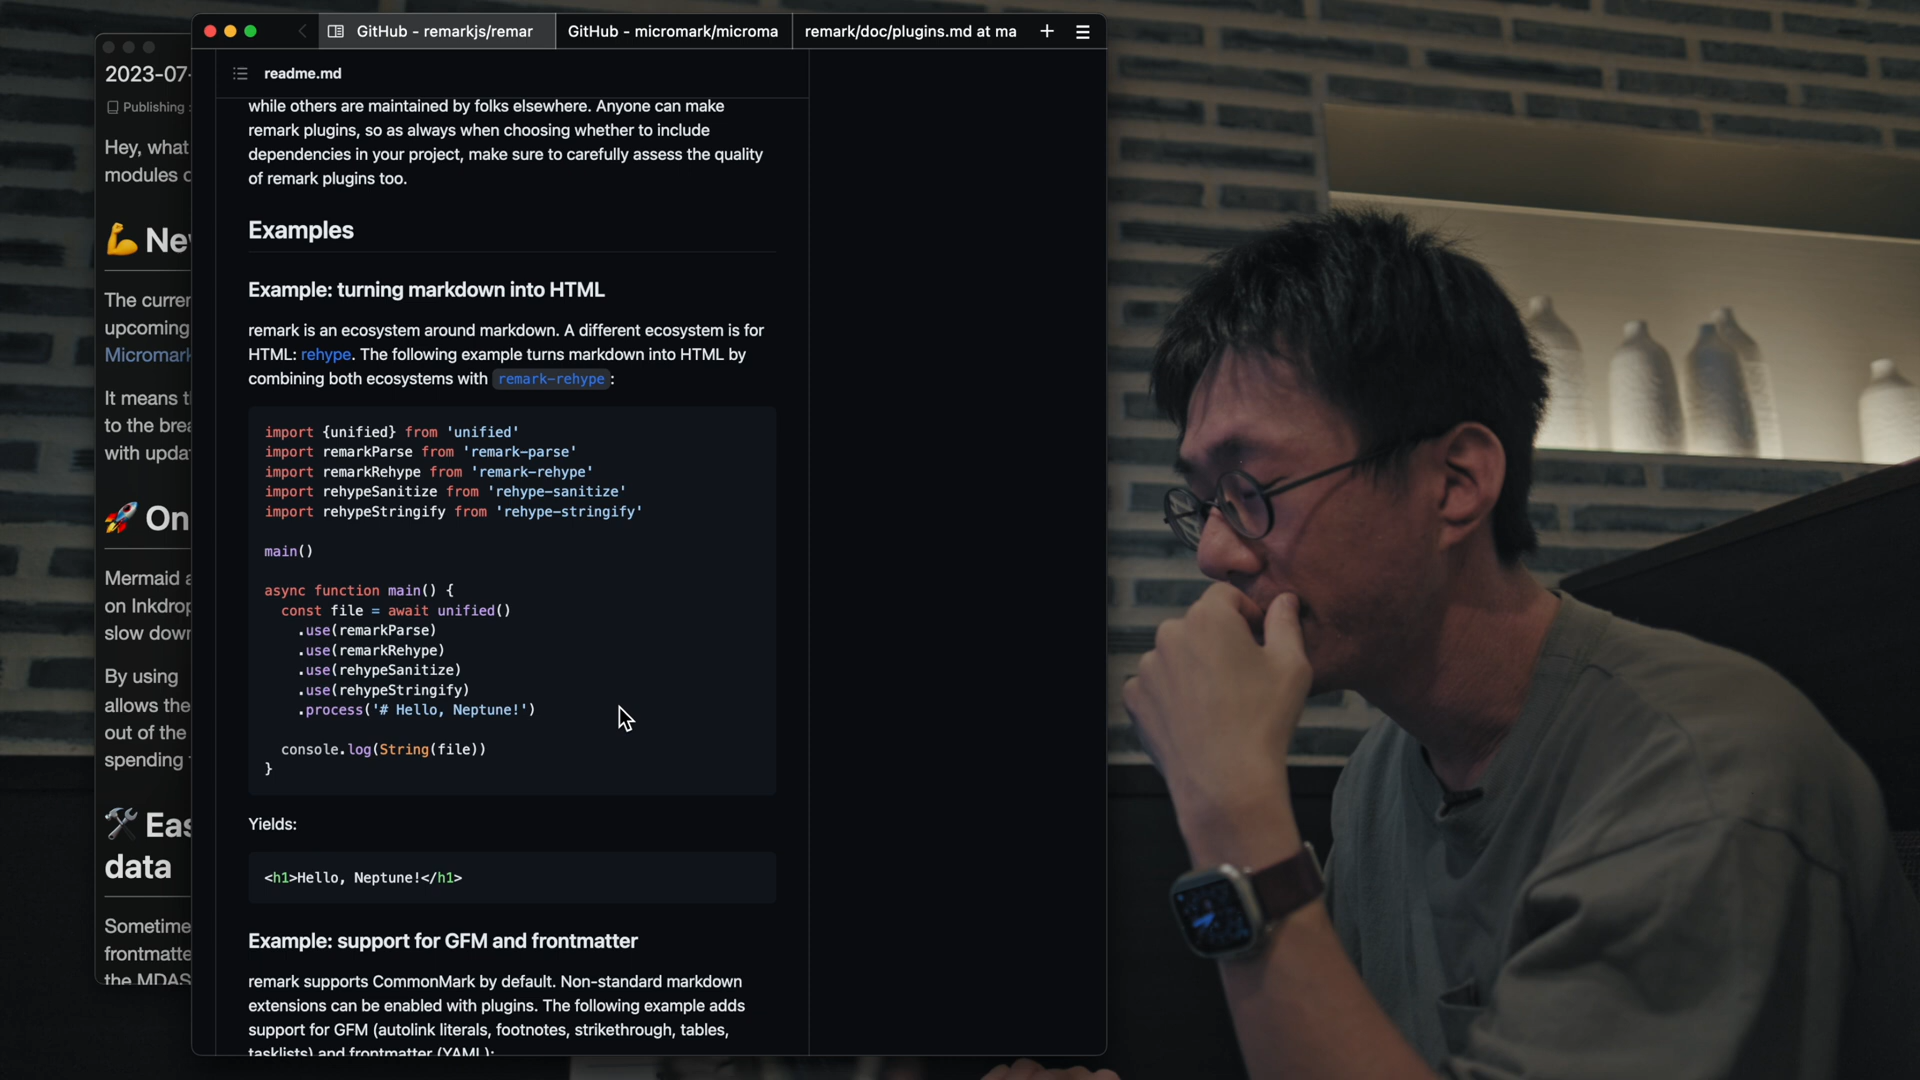 GitHub - remarkjs/remar
GitHub - micromark/microma
remark/doc/plugins.md at ma
readme.md
while others are maintained by folks elsewhere. Anyone can make
remark plugins, so as always when choosing whether to include
dependencies in your project, make sure to carefully assess the quality
of remark plugins too.
Examples
Example: turning markdown into HTML
remark is an ecosystem around markdown. A different ecosystem is for
HTML: rehype. The following example turns markdown into HTML by
combining both ecosystems with remark-rehype:
import {unified} from 'unified'
import remarkParse from 'remark-parse'
import remarkRehype from 'remark-rehype'
import rehypeSanitize from 'rehype-sanitize'
import rehypeStringify from 'rehype-stringify'
main()
async function main() {
const file = await unified()
.use(remarkParse)
.use(remarkRehype)
.use(rehypeSanitize)
.use(rehypeStringify)
.process('# Hello, Neptune!')
console.log(String(file))
}
Yields:
<h1>Hello, Neptune!</h1>
Example: support for GFM and frontmatter
remark supports CommonMark by default. Non-standard markdown
extensions can be enabled with plugins. The following example adds
support for GFM (autolink literals, footnotes, strikethrough, tables,
tasklists) and frontmatter (YAML):
2023-07-
Publishing
Hey, what
modules
💪 Ne
The curre
upcoming
Micromark
It means
to the brea
with upda
🚀 On
Mermaid
on Inkdrop
slow down
By using
allows the
out of the
spending
🛠️ Eas
data
Sometime
frontmatte
the MDAS